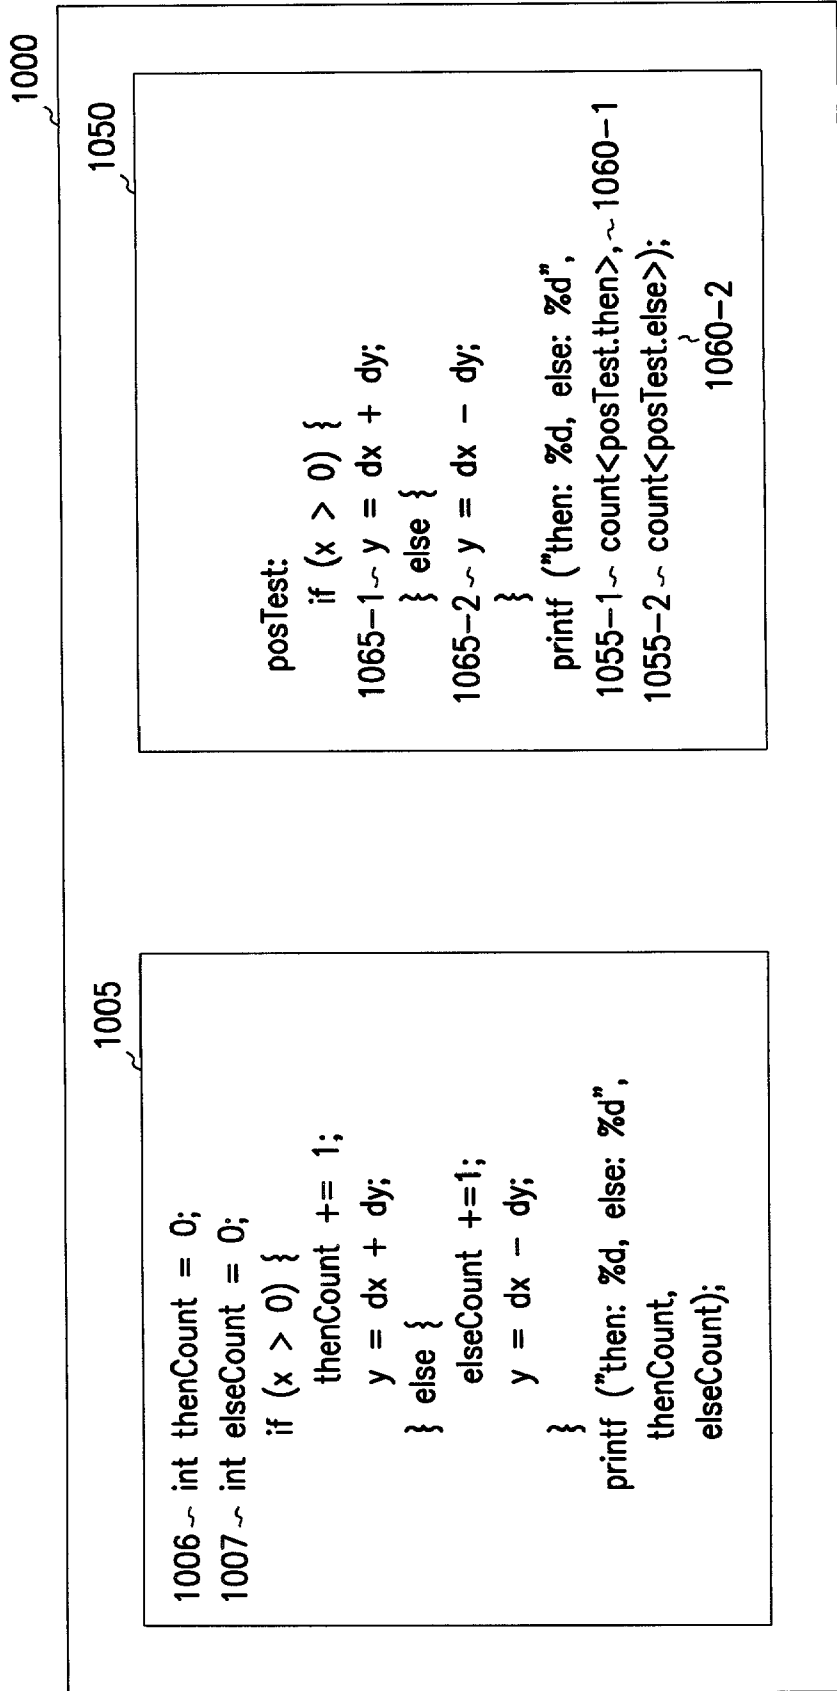 1000
1005
1006 ~ int thenCount = 0;
1007 ~ int elseCount = 0;
if (x > 0) {
thenCount += 1;
y = dx + dy;
} else {
elseCount +=1;
y = dx - dy;
}
printf ("then: %d, else: %d",
thenCount,
elseCount);
1050
posTest:
if (x > 0) {
1065-1 ~ y = dx + dy;
} else {
1065-2 ~ y = dx - dy;
}
printf ("then: %d, else: %d",
1055-1 ~ count<posTest.then>, ~ 1060-1
1055-2 ~ count<posTest.else>);
1060-2